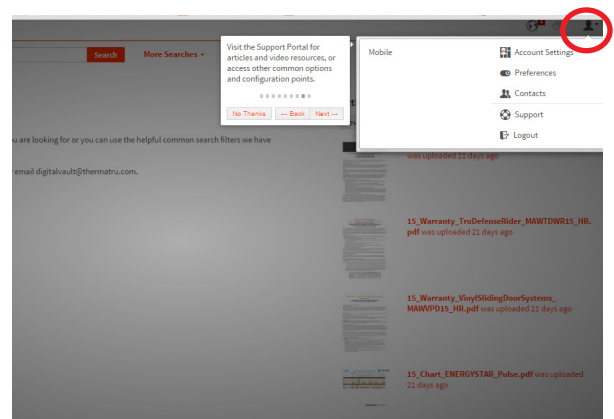 Search
More Searches
Visit the Support Portal for
articles and video resources, or
access other common options
and configuration points.
No Thanks
← Back
Next →
Mobile
Account Settings
Preferences
Contacts
Support
Logout
u are looking for or you can use the helpful common search filters we have
email digitalvault@thermatru.com.
was uploaded 21 days ago
15_Warranty_TruDefenseRider_MAWTDWR15_HR.
pdf was uploaded 21 days ago
15_Warranty_VinylSlidingDoorSystems_
MAWVPD15_HR.pdf was uploaded 21 days ago
15_Chart_ENERGYSTAR_Pulse.pdf was uploaded
21 days ago